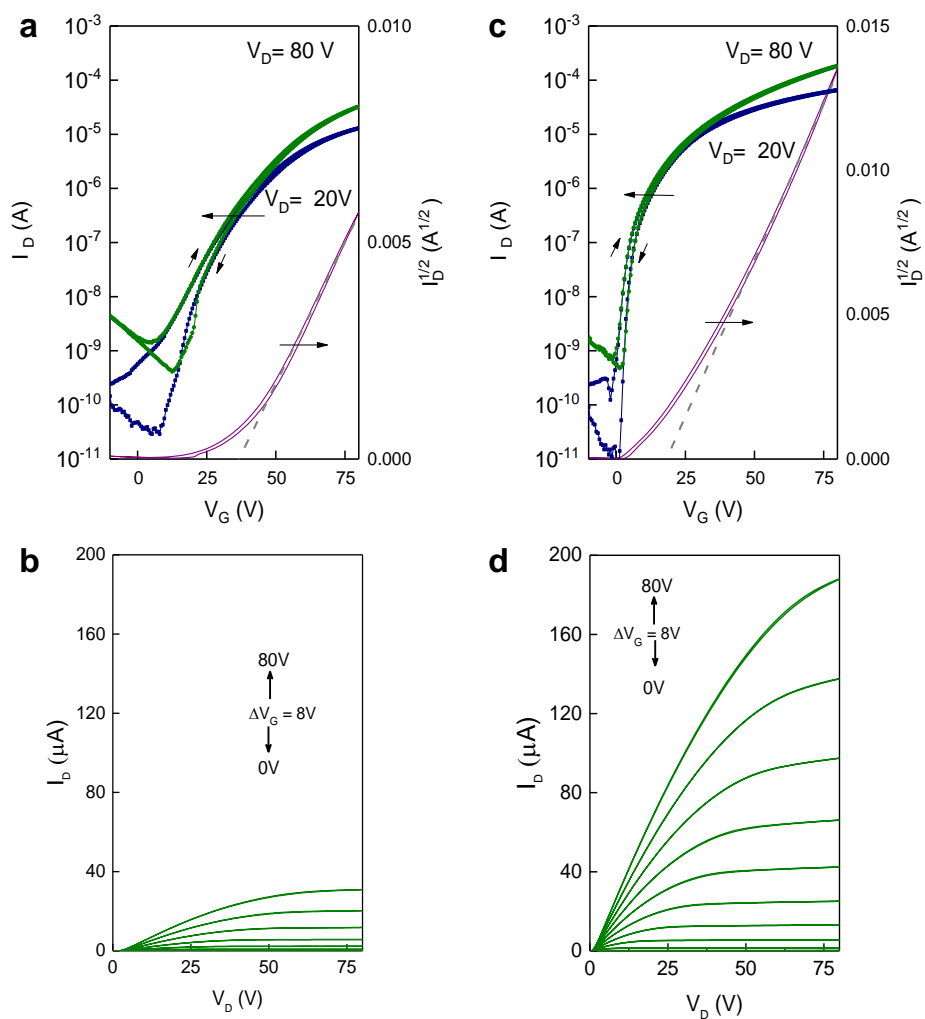 a
V_D= 80 V
V_D= 20V
10^-3
10^-4
10^-5
10^-6
10^-7
10^-8
10^-9
10^-10
10^-11
I_D (A)
0.010
0.005
0.000
I_D^1/2 (A^1/2)
0 25 50 75
V_G (V)
c
V_D= 80 V
V_D= 20V
10^-3
10^-4
10^-5
10^-6
10^-7
10^-8
10^-9
10^-10
10^-11
I_D (A)
0.015
0.010
0.005
0.000
I_D^1/2 (A^1/2)
0 25 50 75
V_G (V)
b
200
160
120
80
40
0
I_D (μA)
80V
ΔV_G = 8V
0V
0 25 50 75
V_D (V)
d
200
160
120
80
40
0
I_D (μA)
80V
ΔV_G = 8V
0V
0 25 50 75
V_D (V)